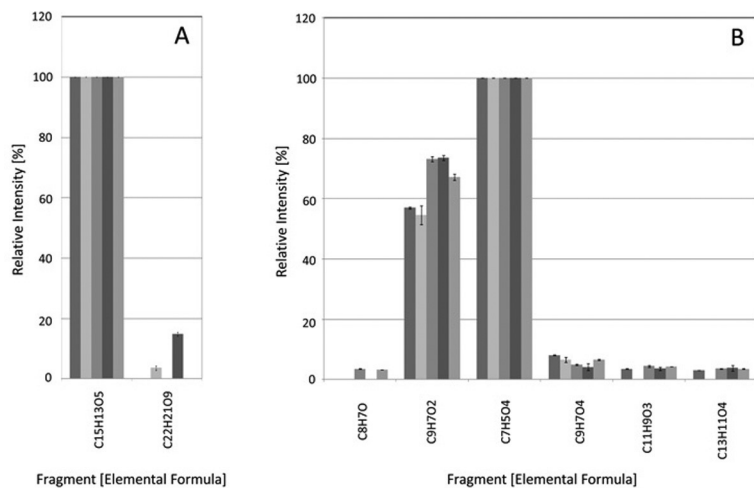 A
Relative Intensity [%]
120
100
80
60
40
20
0
C15H13O5
C22H21O9
Fragment [Elemental Formula]
B
Relative Intensity [%]
120
100
80
60
40
20
0
C8H7O
C9H7O2
C7H5O4
C9H7O4
C11H9O3
C13H11O4
Fragment [Elemental Formula]